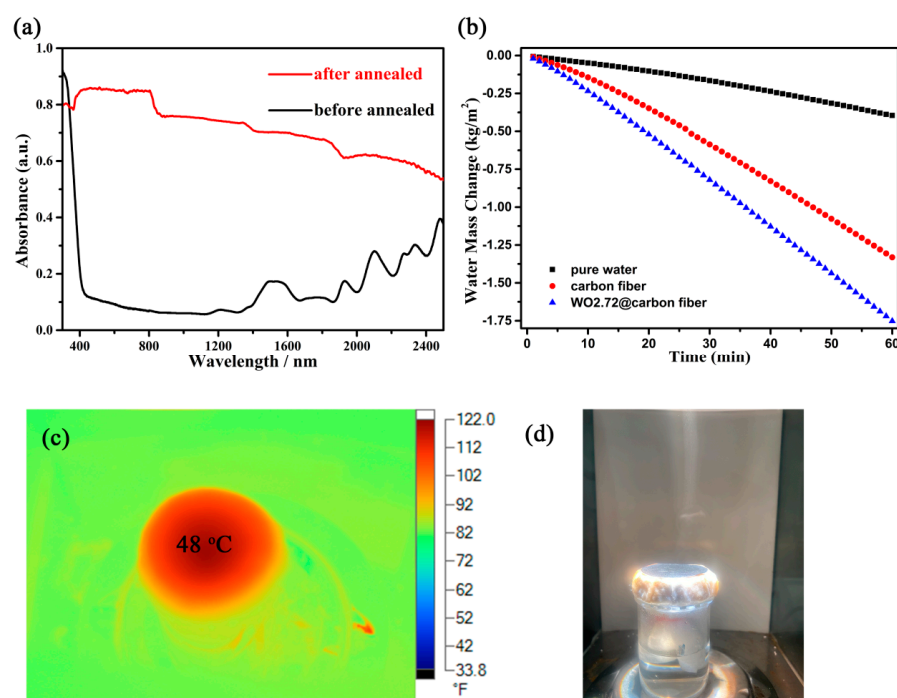 (a)
1.0
0.8
0.6
0.4
0.2
0.0
Absorbance (a.u.)
after annealed
before annealed
400 800 1200 1600 2000 2400
Wavelength / nm
(b)
0.00
-0.25
-0.50
-0.75
-1.00
-1.25
-1.50
-1.75
Water Mass Change (kg/m²)
pure water
carbon fiber
WO2.72@carbon fiber
0 10 20 30 40 50 60
Time (min)
(c)
48 °C
122.0
112
102
92
82
72
62
52
42
33.8
°F
(d)